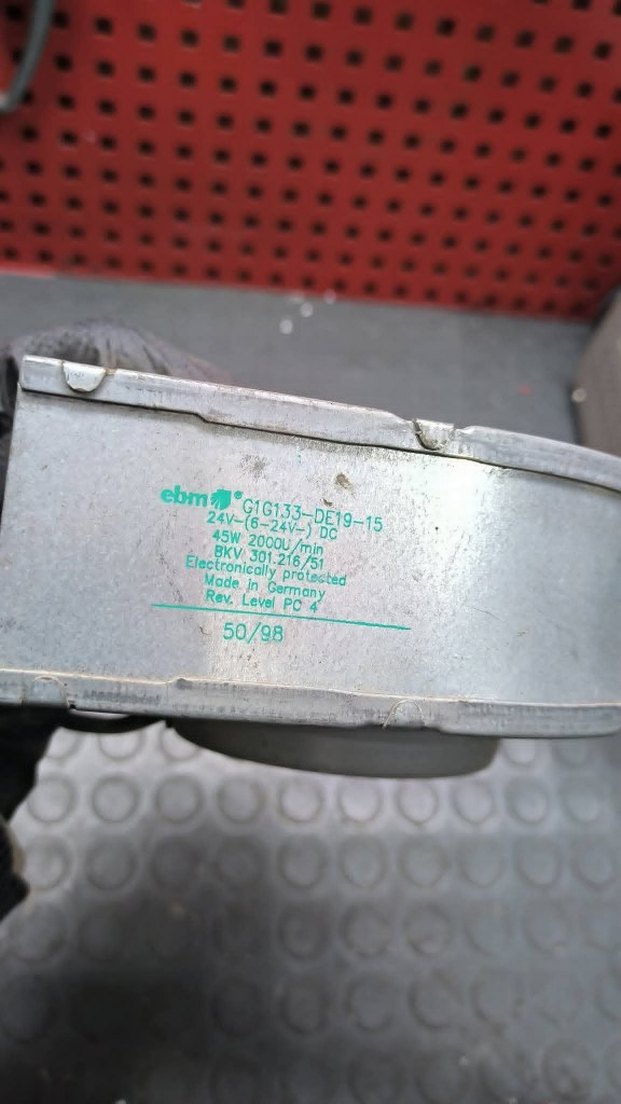 ebm® G1G133-DE19-15
24V-(6-24V-) DC
45W 2000U/min
BKV 301.216/51
Electronically protected
Made in Germany
Rev. Level PC 4
50/98